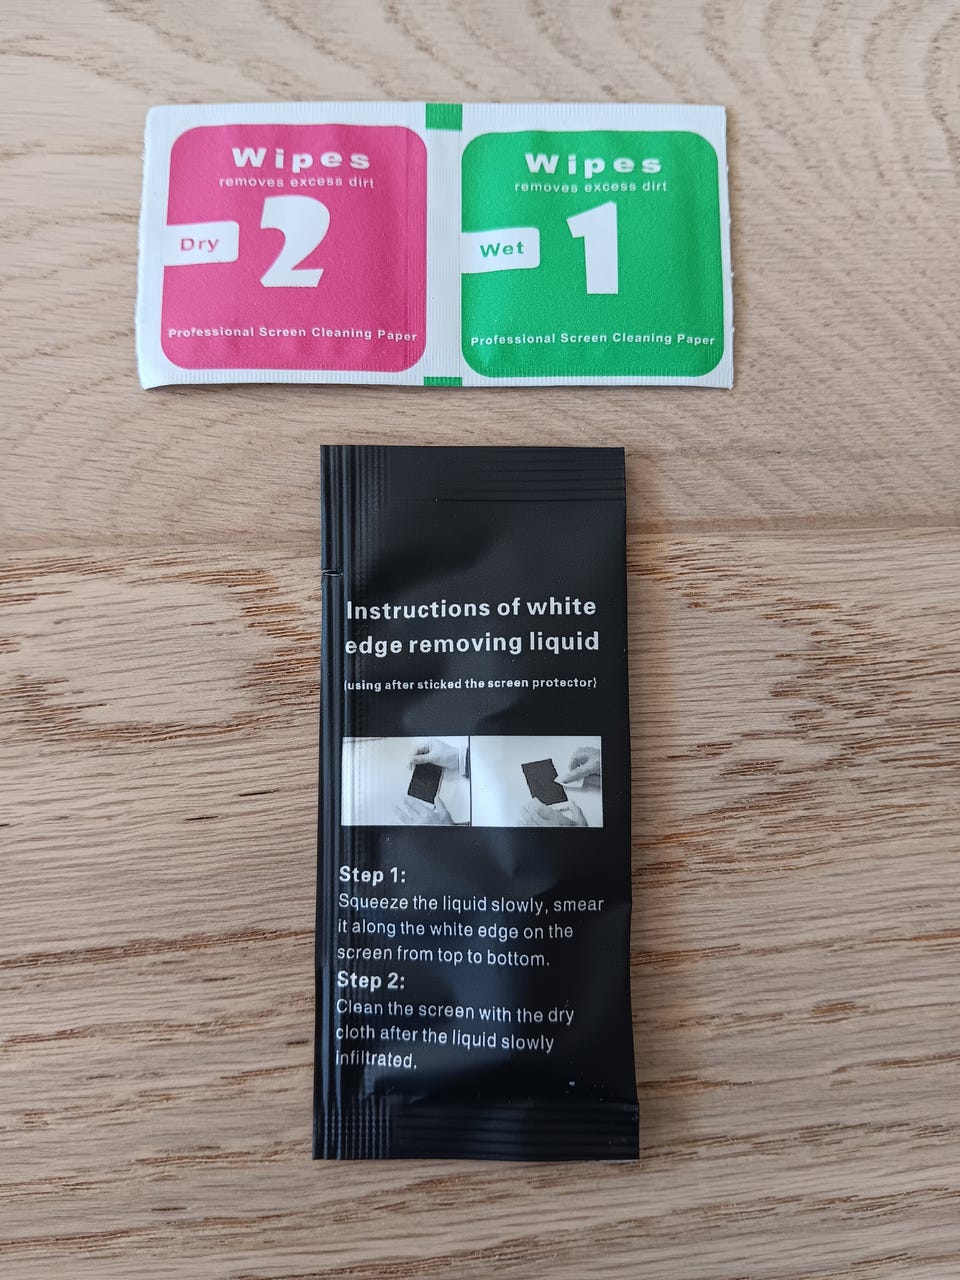 Wipes
removes excess dirt
2
Dry
Professional Screen Cleaning Paper
Wipes
removes excess dirt
1
Wet
Professional Screen Cleaning Paper
Instructions of white
edge removing liquid
(using after sticked the screen protector)
Step 1:
Squeeze the liquid slowly, smear
it along the white edge on the
screen from top to bottom.
Step 2:
Clean the screen with the dry
cloth after the liquid slowly
infiltrated.